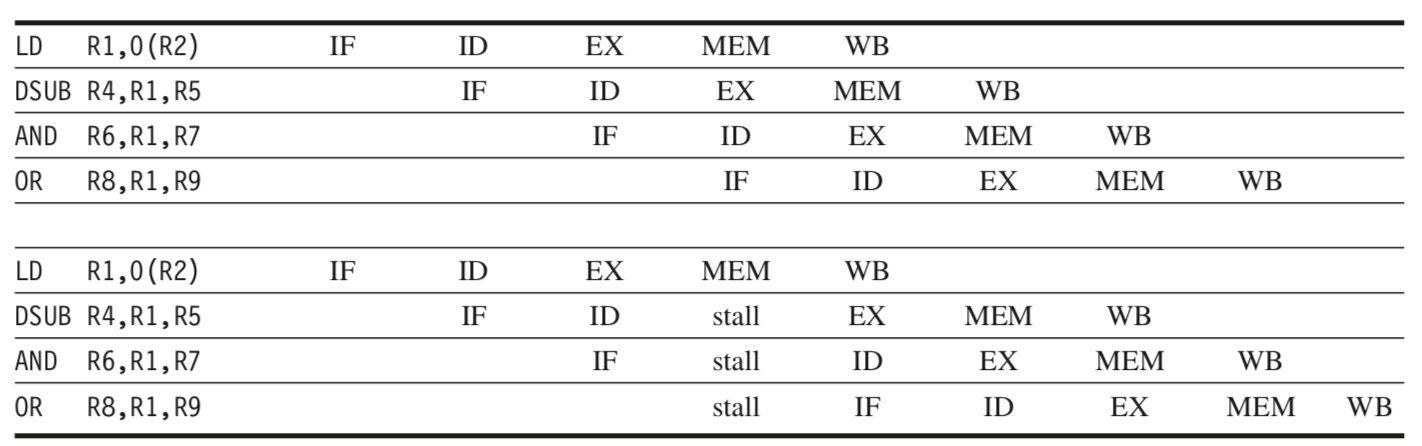 LD R1,0(R2) IF ID EX MEM WB
DSUB R4,R1,R5 IF ID EX MEM WB
AND R6,R1,R7 IF ID EX MEM WB
OR R8,R1,R9 IF ID EX MEM WB
LD R1,0(R2) IF ID EX MEM WB
DSUB R4,R1,R5 IF ID stall EX MEM WB
AND R6,R1,R7 IF stall ID EX MEM WB
OR R8,R1,R9 stall IF ID EX MEM WB